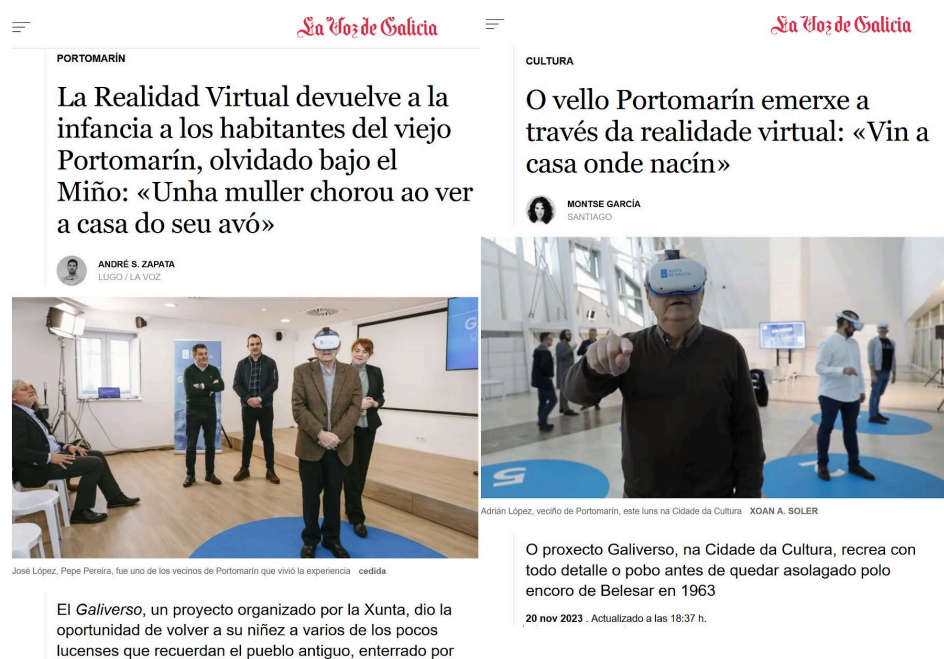 La Voz de Galicia
PORTOMARÍN
La Realidad Virtual devuelve a la
infancia a los habitantes del viejo
Portomarín, olvidado bajo el
Miño: «Unha muller chorou ao ver
a casa do seu avó»
ANDRÉ S. ZAPATA
LUGO / LA VOZ
G
José López, Pepe Pereira, fue uno de los vecinos de Portomarín que vivió la experiencia cedida
El Galiverso, un proyecto organizado por la Xunta, dio la
oportunidad de volver a su niñez a varios de los pocos
lucenses que recuerdan el pueblo antiguo, enterrado por
La Voz de Galicia
CULTURA
O vello Portomarín emerxe a
través da realidade virtual: «Vin a
casa onde nacín»
MONTSE GARCÍA
SANTIAGO
XUNTA
DE GALICIA
5
1
Adrián López, veciño de Portomarín, este luns na Cidade da Cultura XOAN A. SOLER
O proxecto Galiverso, na Cidade da Cultura, recrea con
todo detalle o pobo antes de quedar asolagado polo
encoro de Belesar en 1963
20 nov 2023 . Actualizado a las 18:37 h.